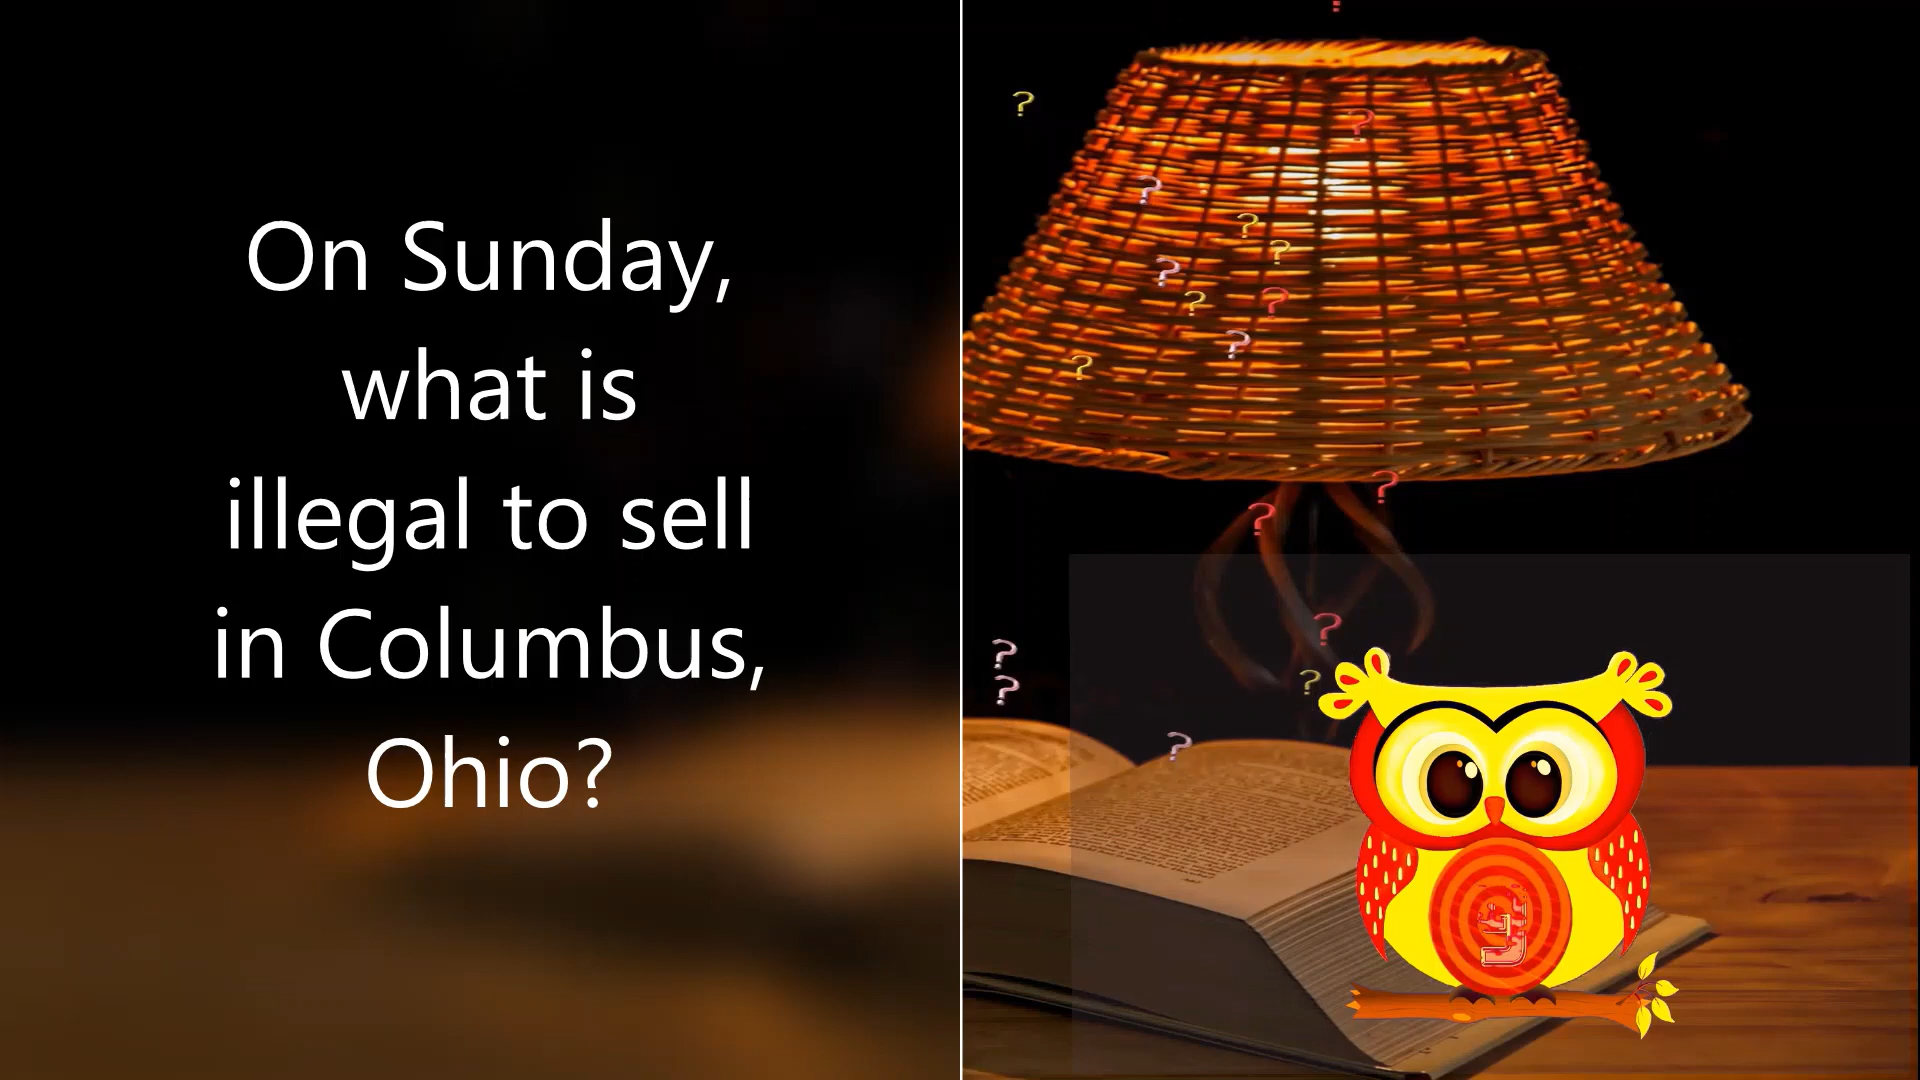 On Sunday,
what is
illegal to sell
in Columbus,
Ohio?